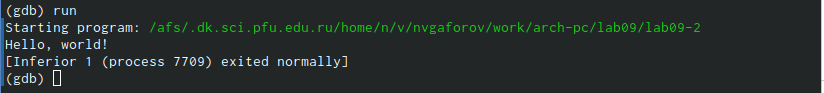 (gdb) run
Starting program: /afs/.dk.sci.pfu.edu.ru/home/n/v/nvgaforov/work/arch-pc/lab09/lab09-2
Hello, world!
[Inferior 1 (process 7709) exited normally]
(gdb)